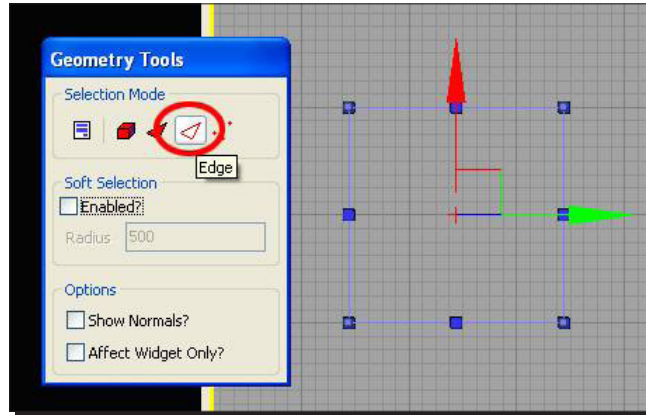 Geometry Tools
Selection Mode
Edge
Soft Selection
Enabled?
Radius 500
Options
Show Normals?
Affect Widget Only?